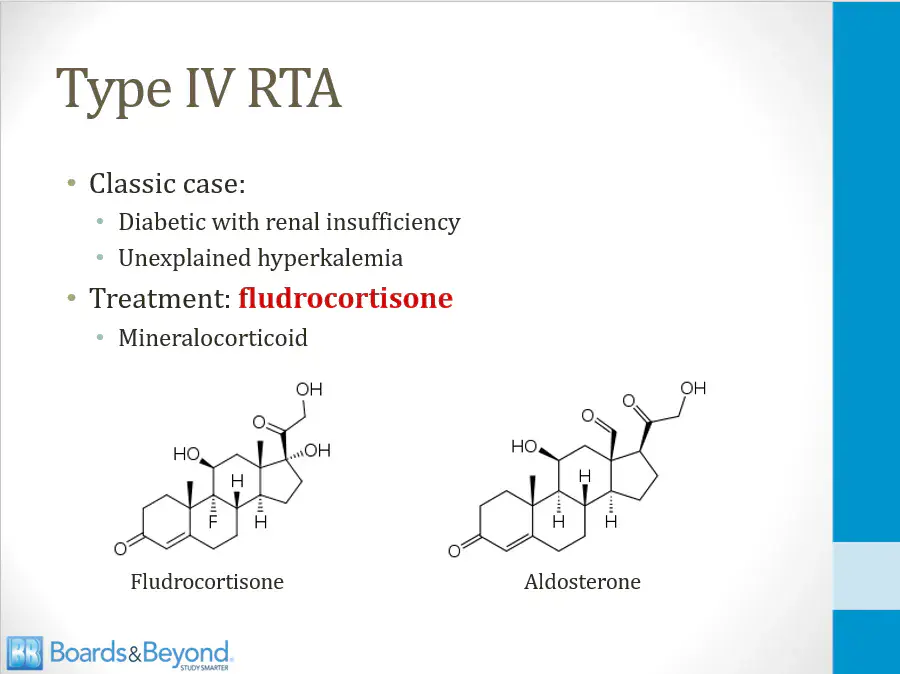 Type IV RTA
• Classic case:
• Diabetic with renal insufficiency
• Unexplained hyperkalemia
• Treatment: fludrocortisone
• Mineralocorticoid
OH
O
HO
OH
H
F
H
O
Fludrocortisone
OH
O
O
HO
H
H
H
O
Aldosterone
BB Boards&Beyond.
STUDY SMARTER